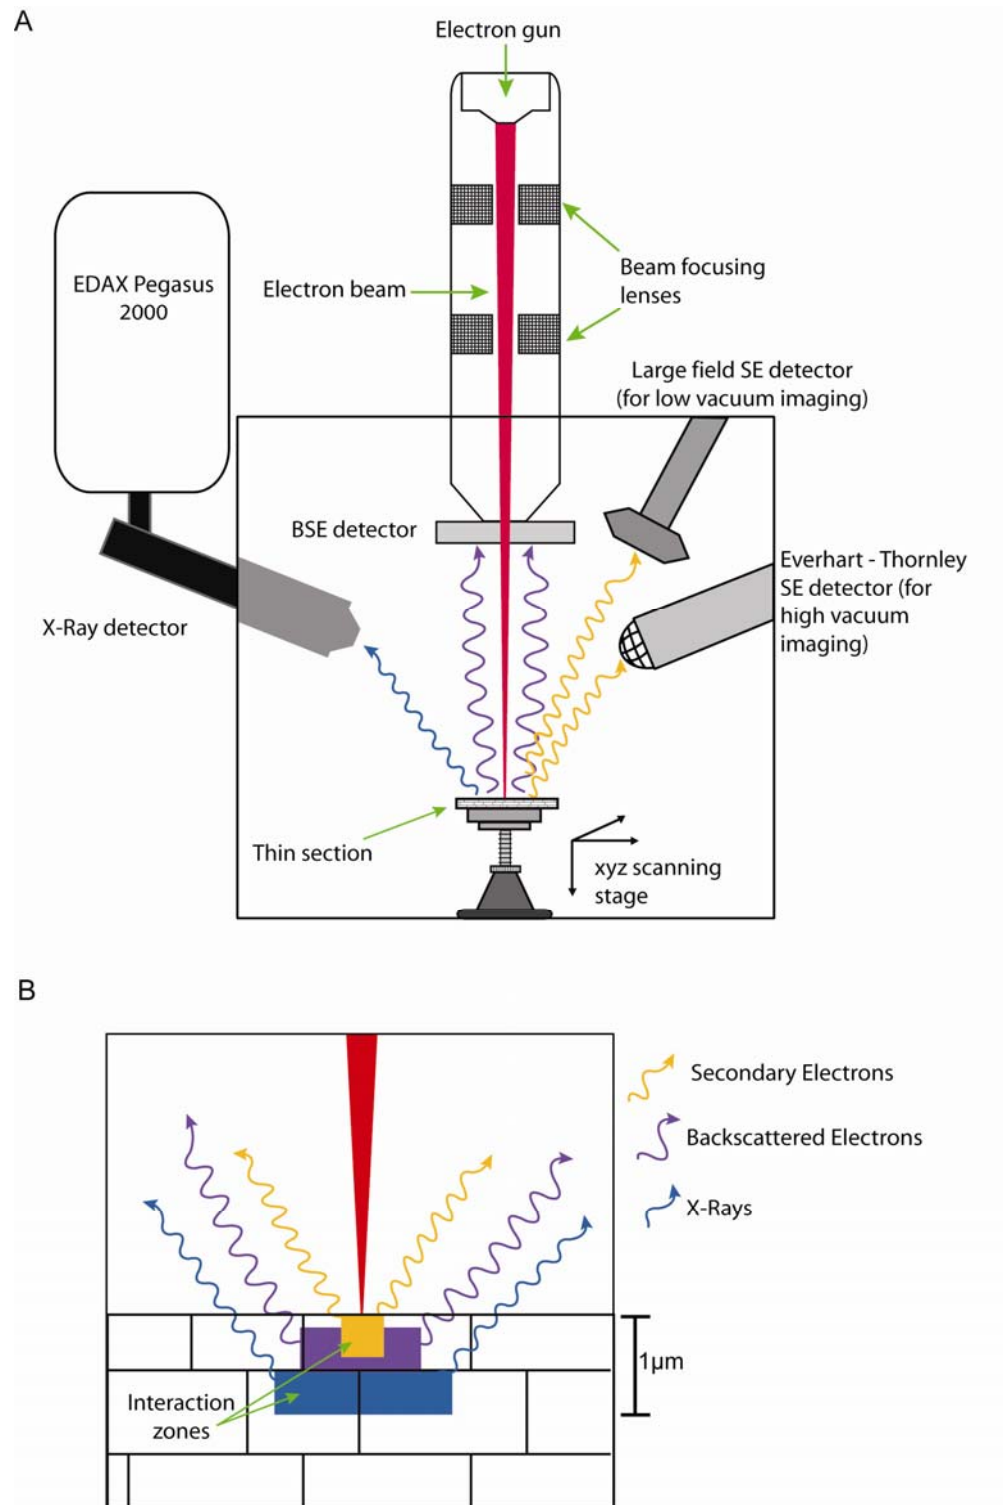 A
Electron gun
EDAX Pegasus
2000
Electron beam
Beam focusing
lenses
Large field SE detector
(for low vacuum imaging)
BSE detector
Everhart - Thornley
SE detector (for
high vacuum
imaging)
X-Ray detector
Thin section
xyz scanning
stage
B
Secondary Electrons
Backscattered Electrons
X-Rays
1μm
Interaction
zones